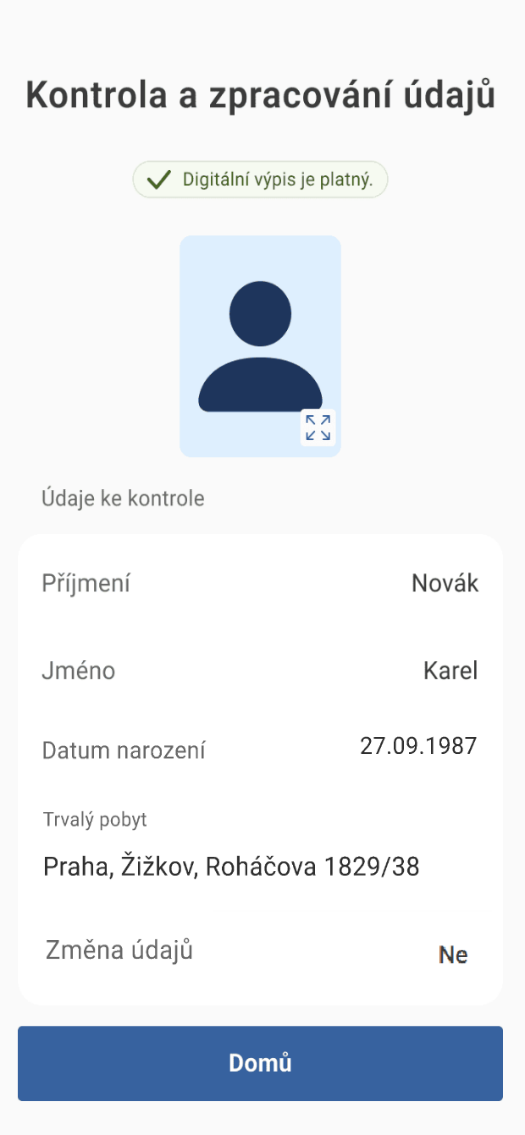 Kontrola a zpracování údajů
Digitální výpis je platný.
Údaje ke kontrole
Příjmení Novák
Jméno Karel
Datum narození 27.09.1987
Trvalý pobyt
Praha, Žižkov, Roháčova 1829/38
Změna údajů Ne
Domů